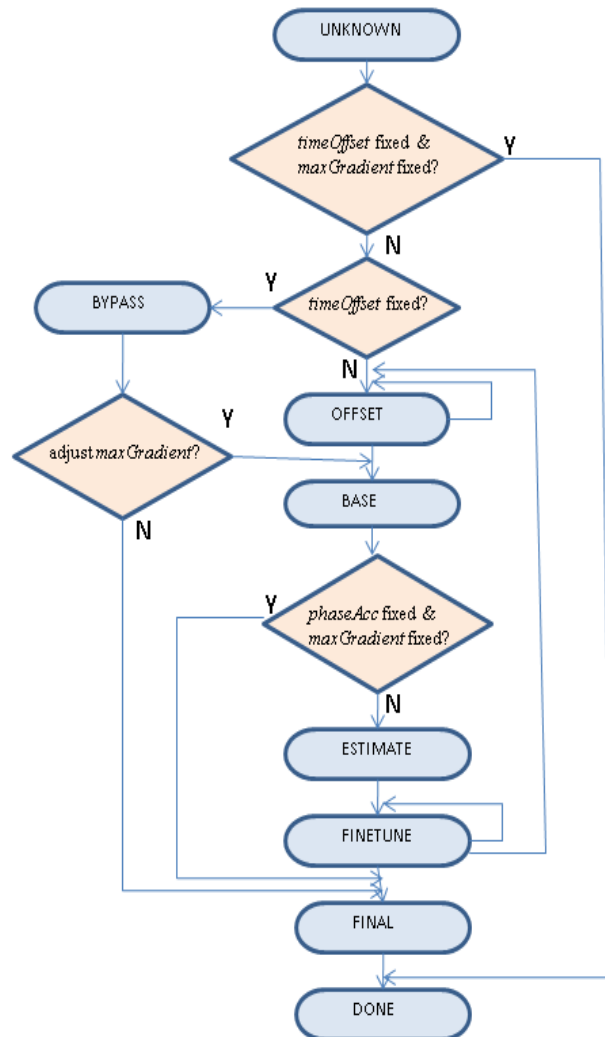 UNKNOWN
timeOffset fixed &
maxGradient fixed?
Y
N
Y
timeOffset fixed?
BYPASS
N
OFFSET
Y
adjust maxGradient?
BASE
N
Y
phaseAcc fixed &
maxGradient fixed?
N
ESTIMATE
FINETUNE
FINAL
DONE